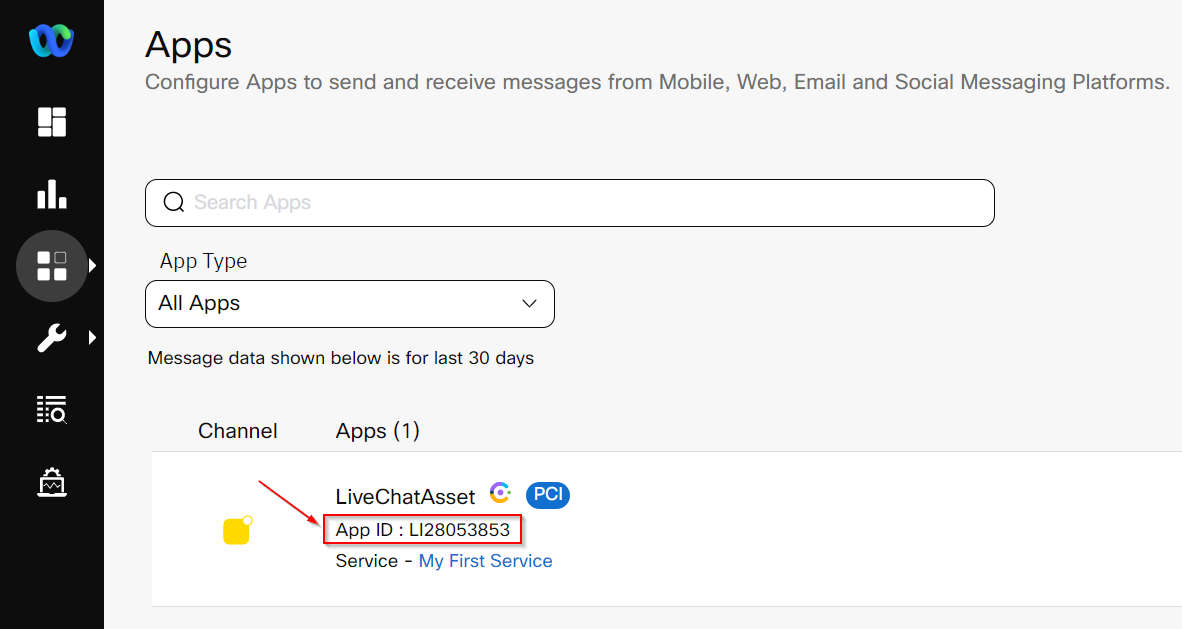 Apps
Configure Apps to send and receive messages from Mobile, Web, Email and Social Messaging Platforms.
Search Apps
App Type
All Apps
Message data shown below is for last 30 days
Channel Apps (1)
LiveChatAsset PCI
App ID : LI28053853
Service - My First Service